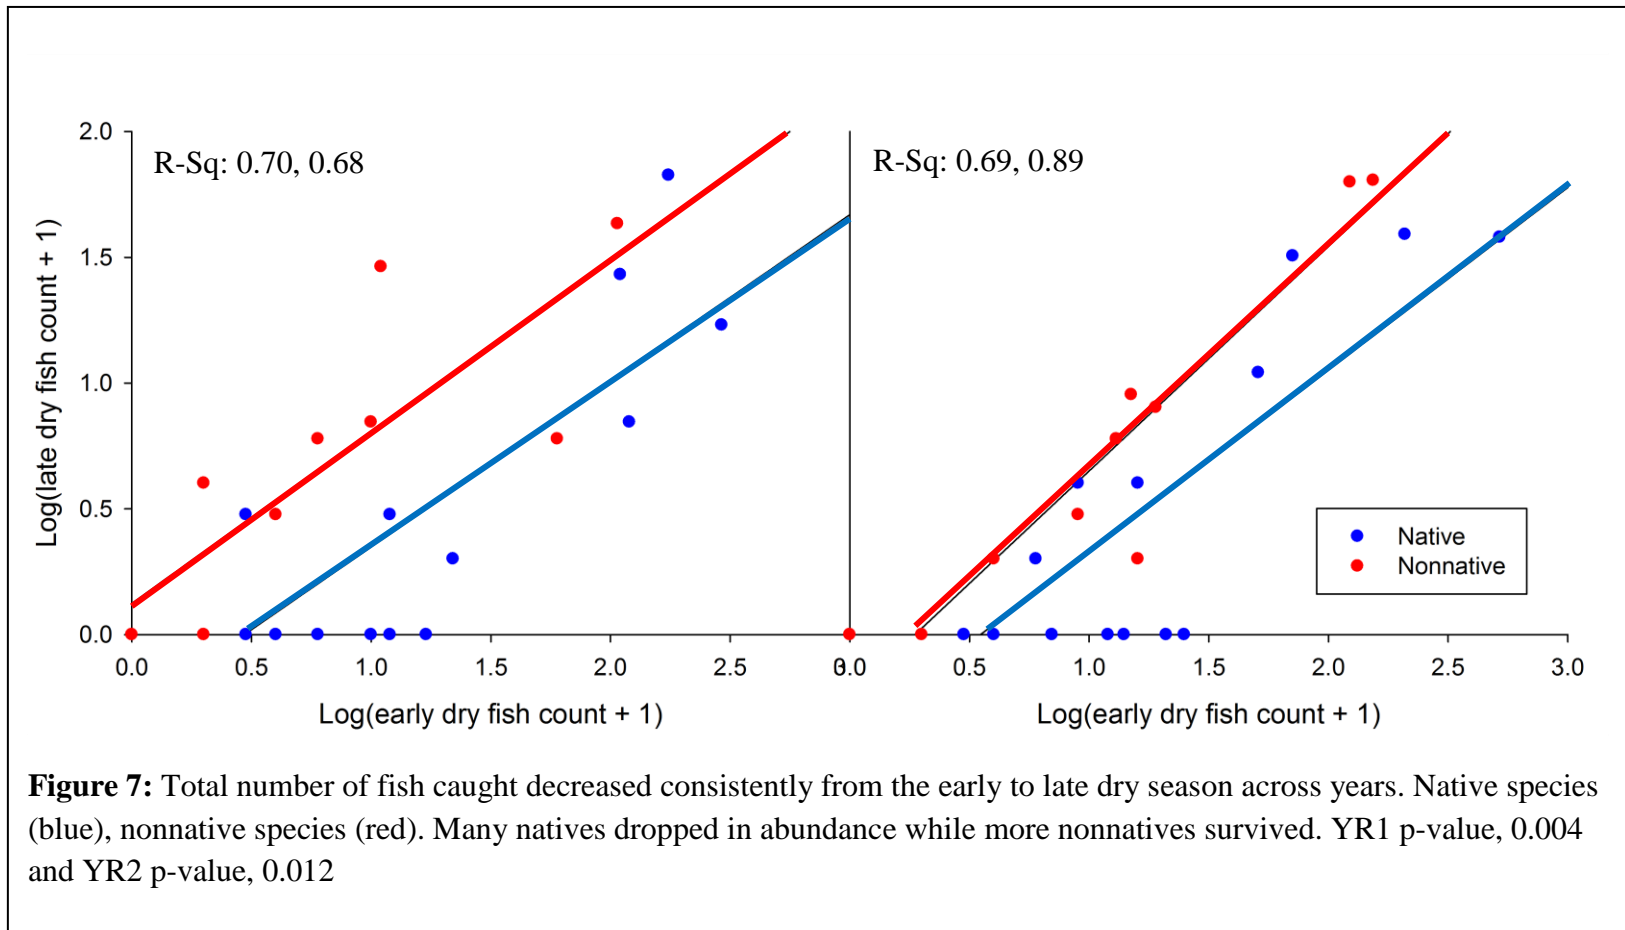 R-Sq: 0.70, 0.68
R-Sq: 0.69, 0.89
Log(late dry fish count + 1)
2.0
1.5
1.0
0.5
0.0
0.0 0.5 1.0 1.5 2.0 2.5 3.0
0.0 0.5 1.0 1.5 2.0 2.5 3.0
Native
Nonnative
Log(early dry fish count + 1)
Log(early dry fish count + 1)
Figure 7: Total number of fish caught decreased consistently from the early to late dry season across years. Native species
(blue), nonnative species (red). Many natives dropped in abundance while more nonnatives survived. YR1 p-value, 0.004
and YR2 p-value, 0.012